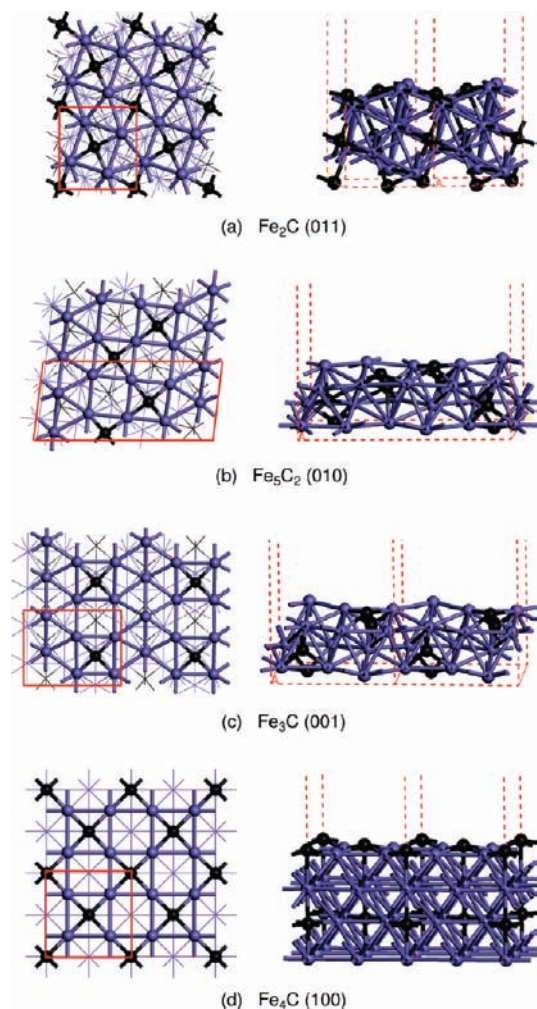 (a) Fe₂C (011)
(b) Fe₅C₂ (010)
(c) Fe₃C (001)
(d) Fe₄C (100)